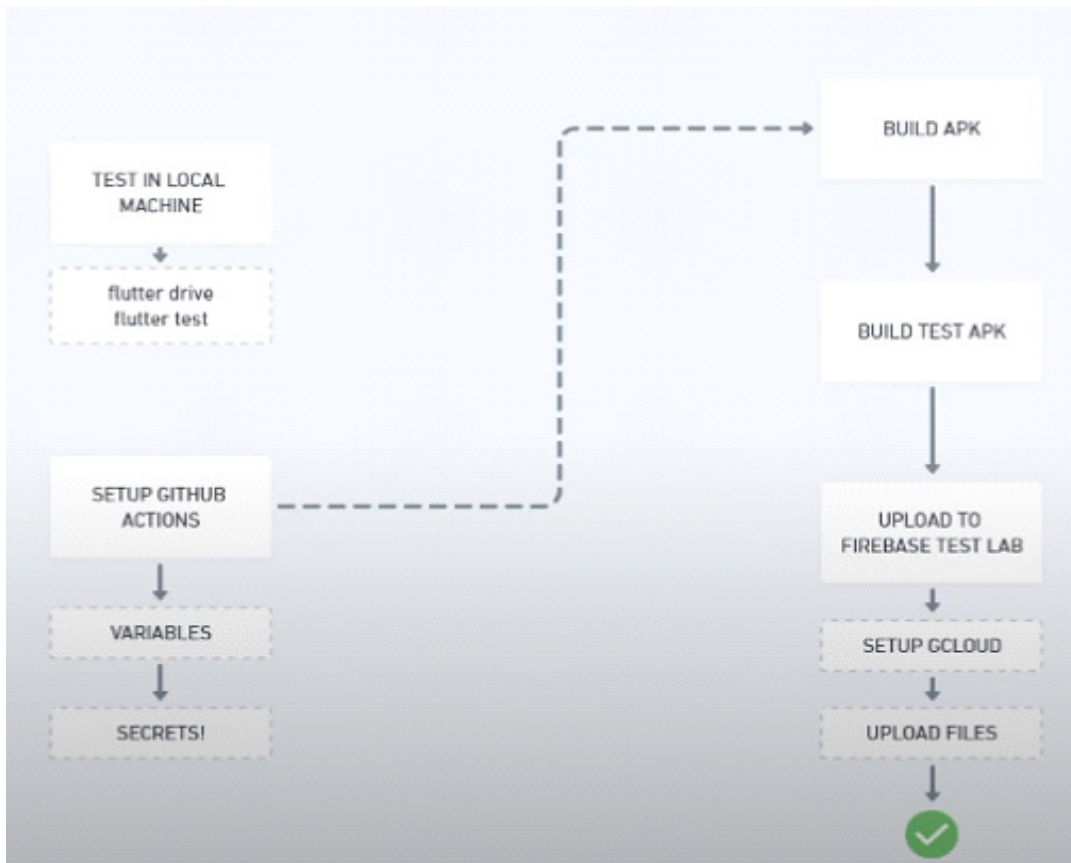 TEST IN LOCAL
MACHINE
flutter drive
flutter test
SETUP GITHUB
ACTIONS
VARIABLES
SECRETS!
BUILD APK
BUILD TEST APK
UPLOAD TO
FIREBASE TEST LAB
SETUP GCLOUD
UPLOAD FILES